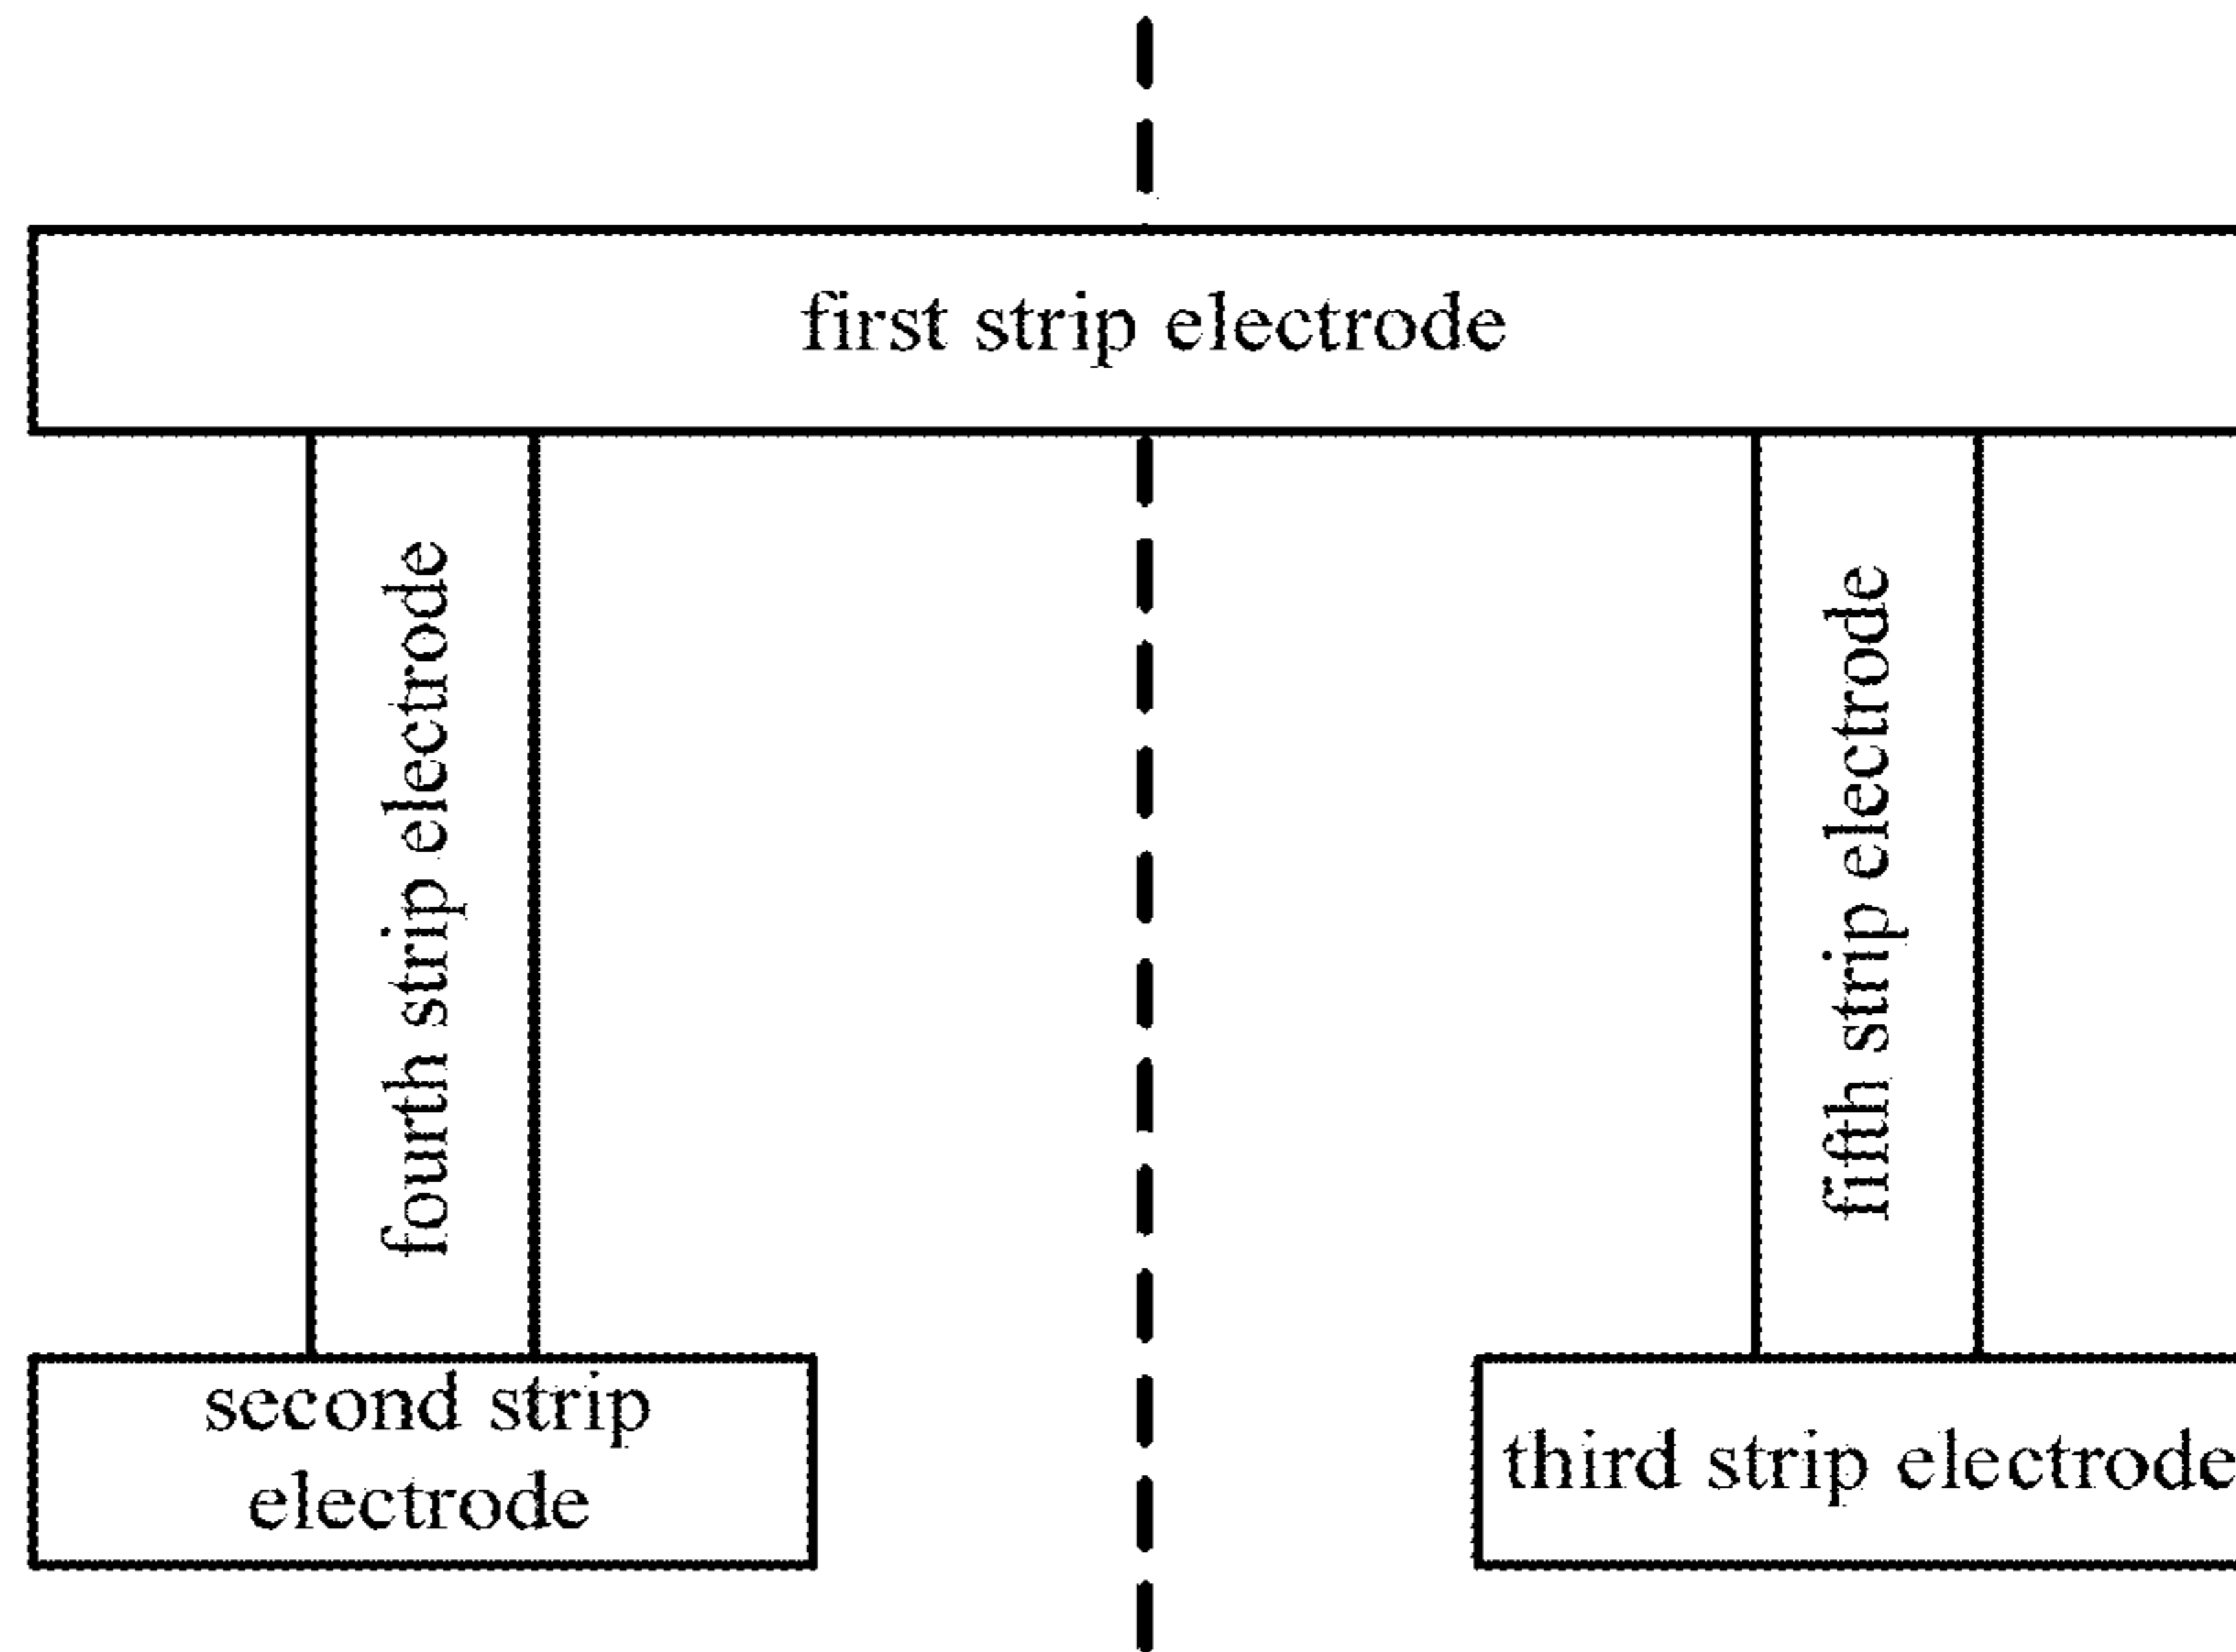 first strip electrode
fourth strip electrode
fifth strip electrode
second strip
electrode
third strip electrode